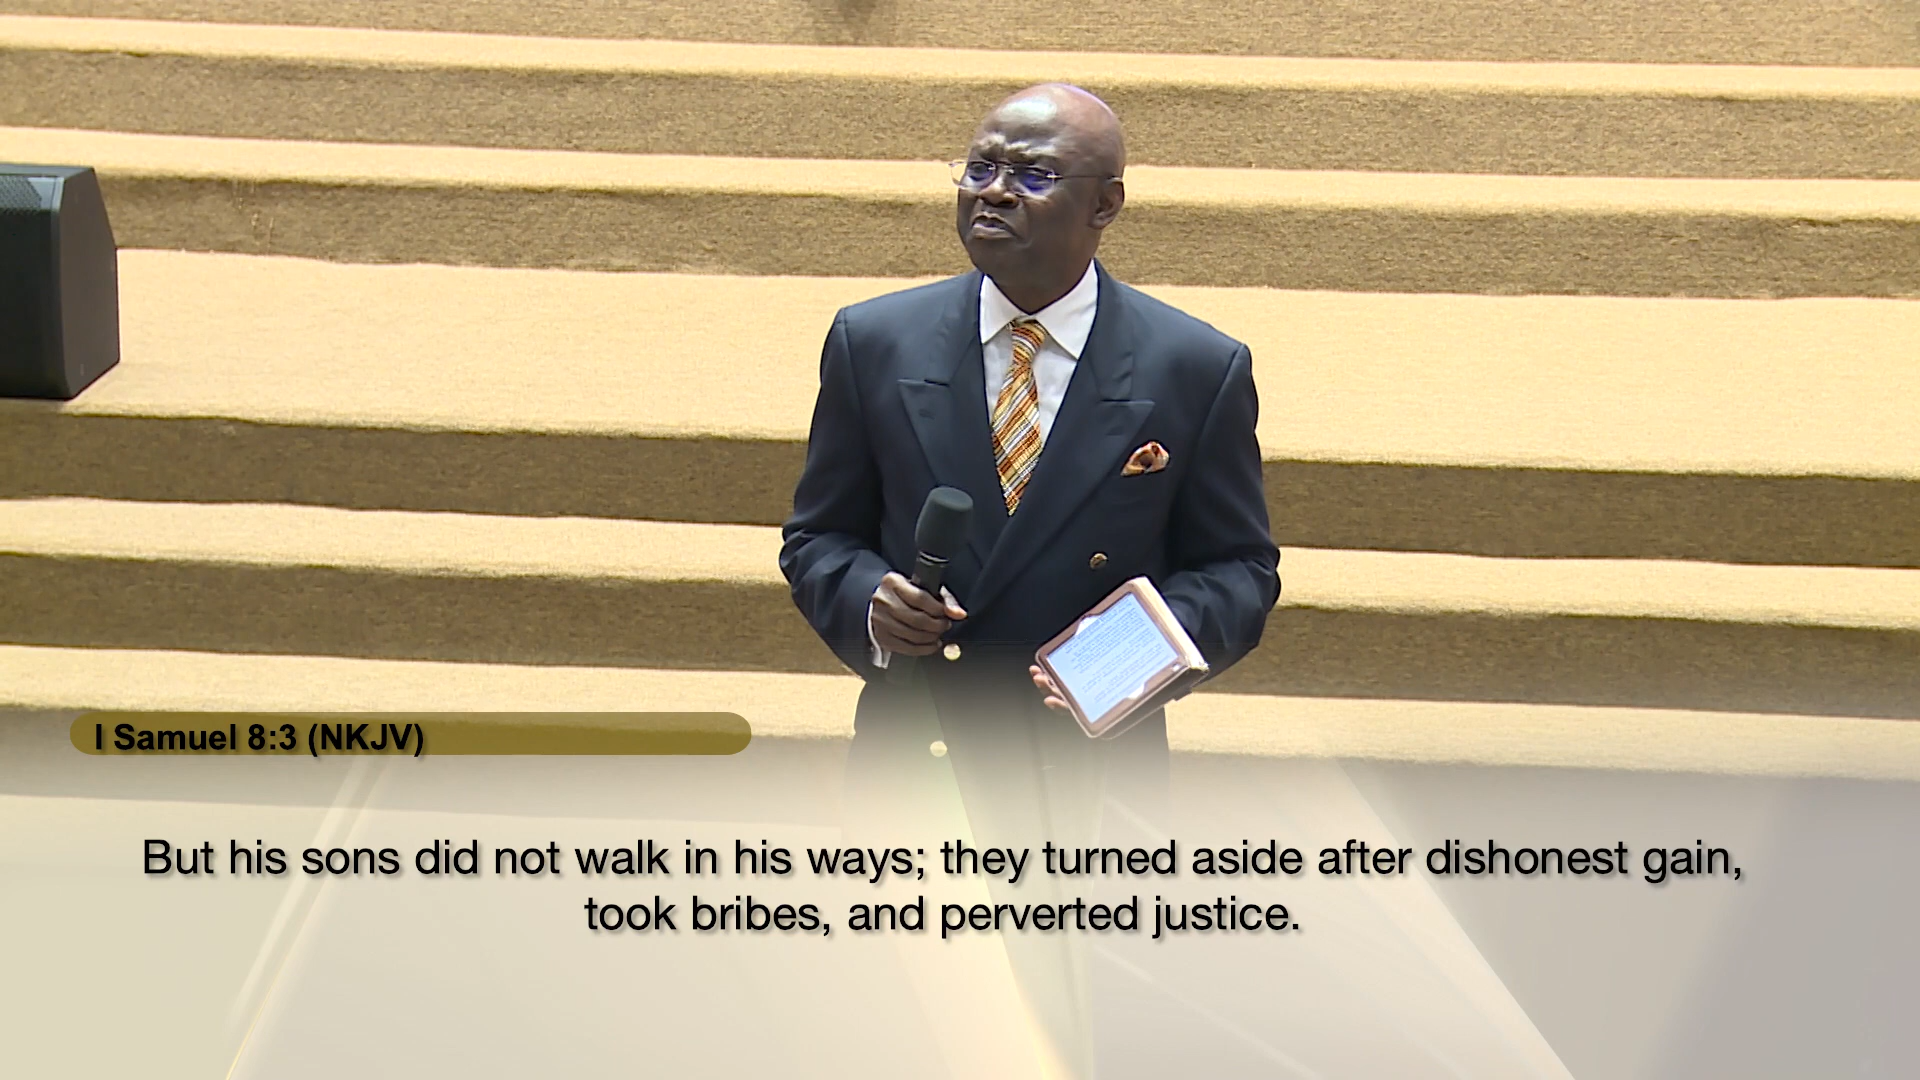 I Samuel 8:3 (NKJV)
But his sons did not walk in his ways; they turned aside after dishonest gain,
took bribes, and perverted justice.